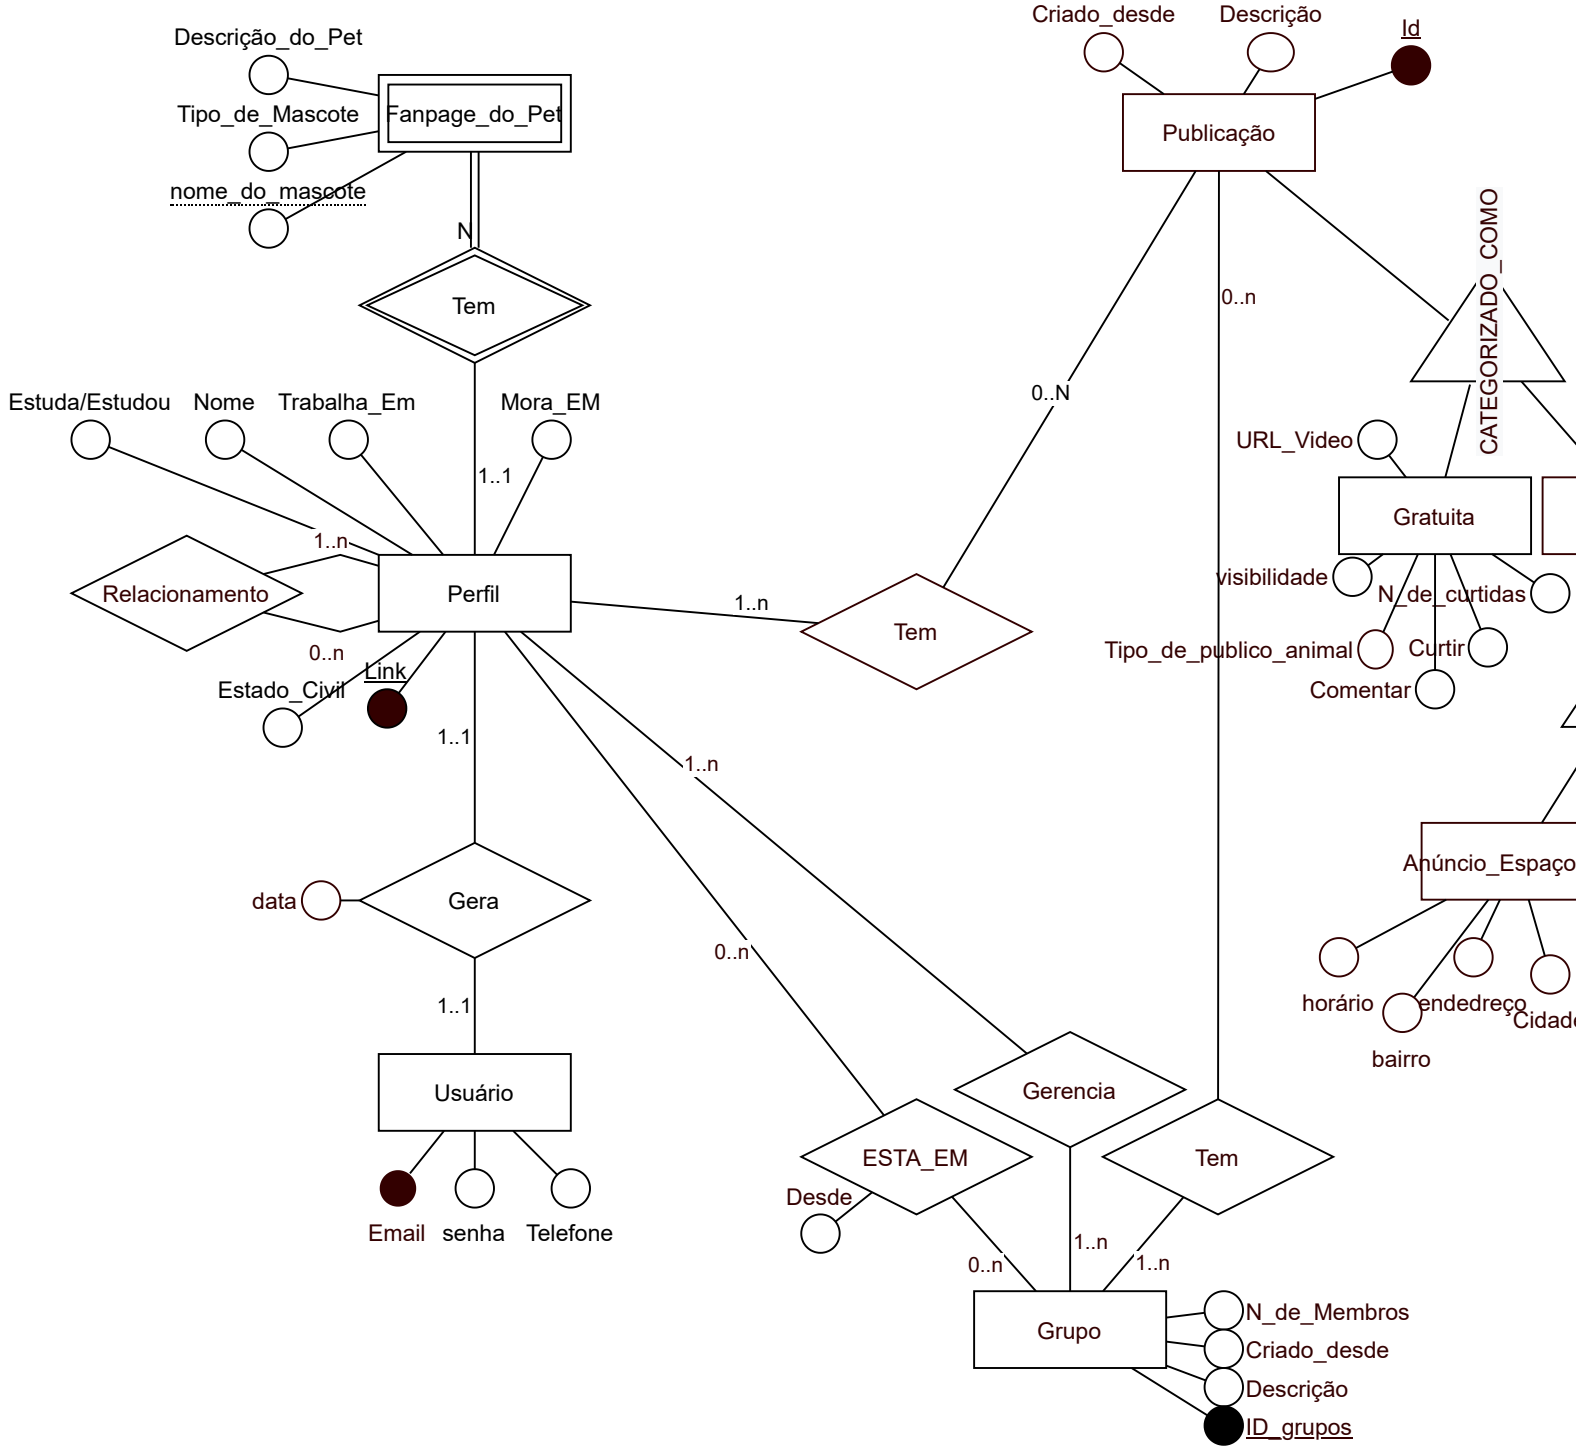 Criado_desde
Descrição
Id
Descrição_do_Pet
Fanpage_do_Pet
Tipo_de_Mascote
Publicação
nome_do_mascote
N
CATEGORIZADO_COMO
Tem
0..n
0..N
Estuda/Estudou
Nome
Trabalha_Em
Mora_EM
URL_Video
1..1
Gratuita
1..n
Relacionamento
Perfil
visibilidade
N_de_curtidas
1..n
Tem
0..n
Link
Tipo_de_publico_animal
Curtir
Estado_Civil
Comentar
1..1
1..n
Anúncio_Espaço
data
Gera
0..n
1..1
horário
endedreço
Cidade
bairro
Usuário
Gerencia
ESTA_EM
Tem
Desde
Email
senha
Telefone
1..n
0..n
1..n
N_de_Membros
Grupo
Criado_desde
Descrição
ID_grupos